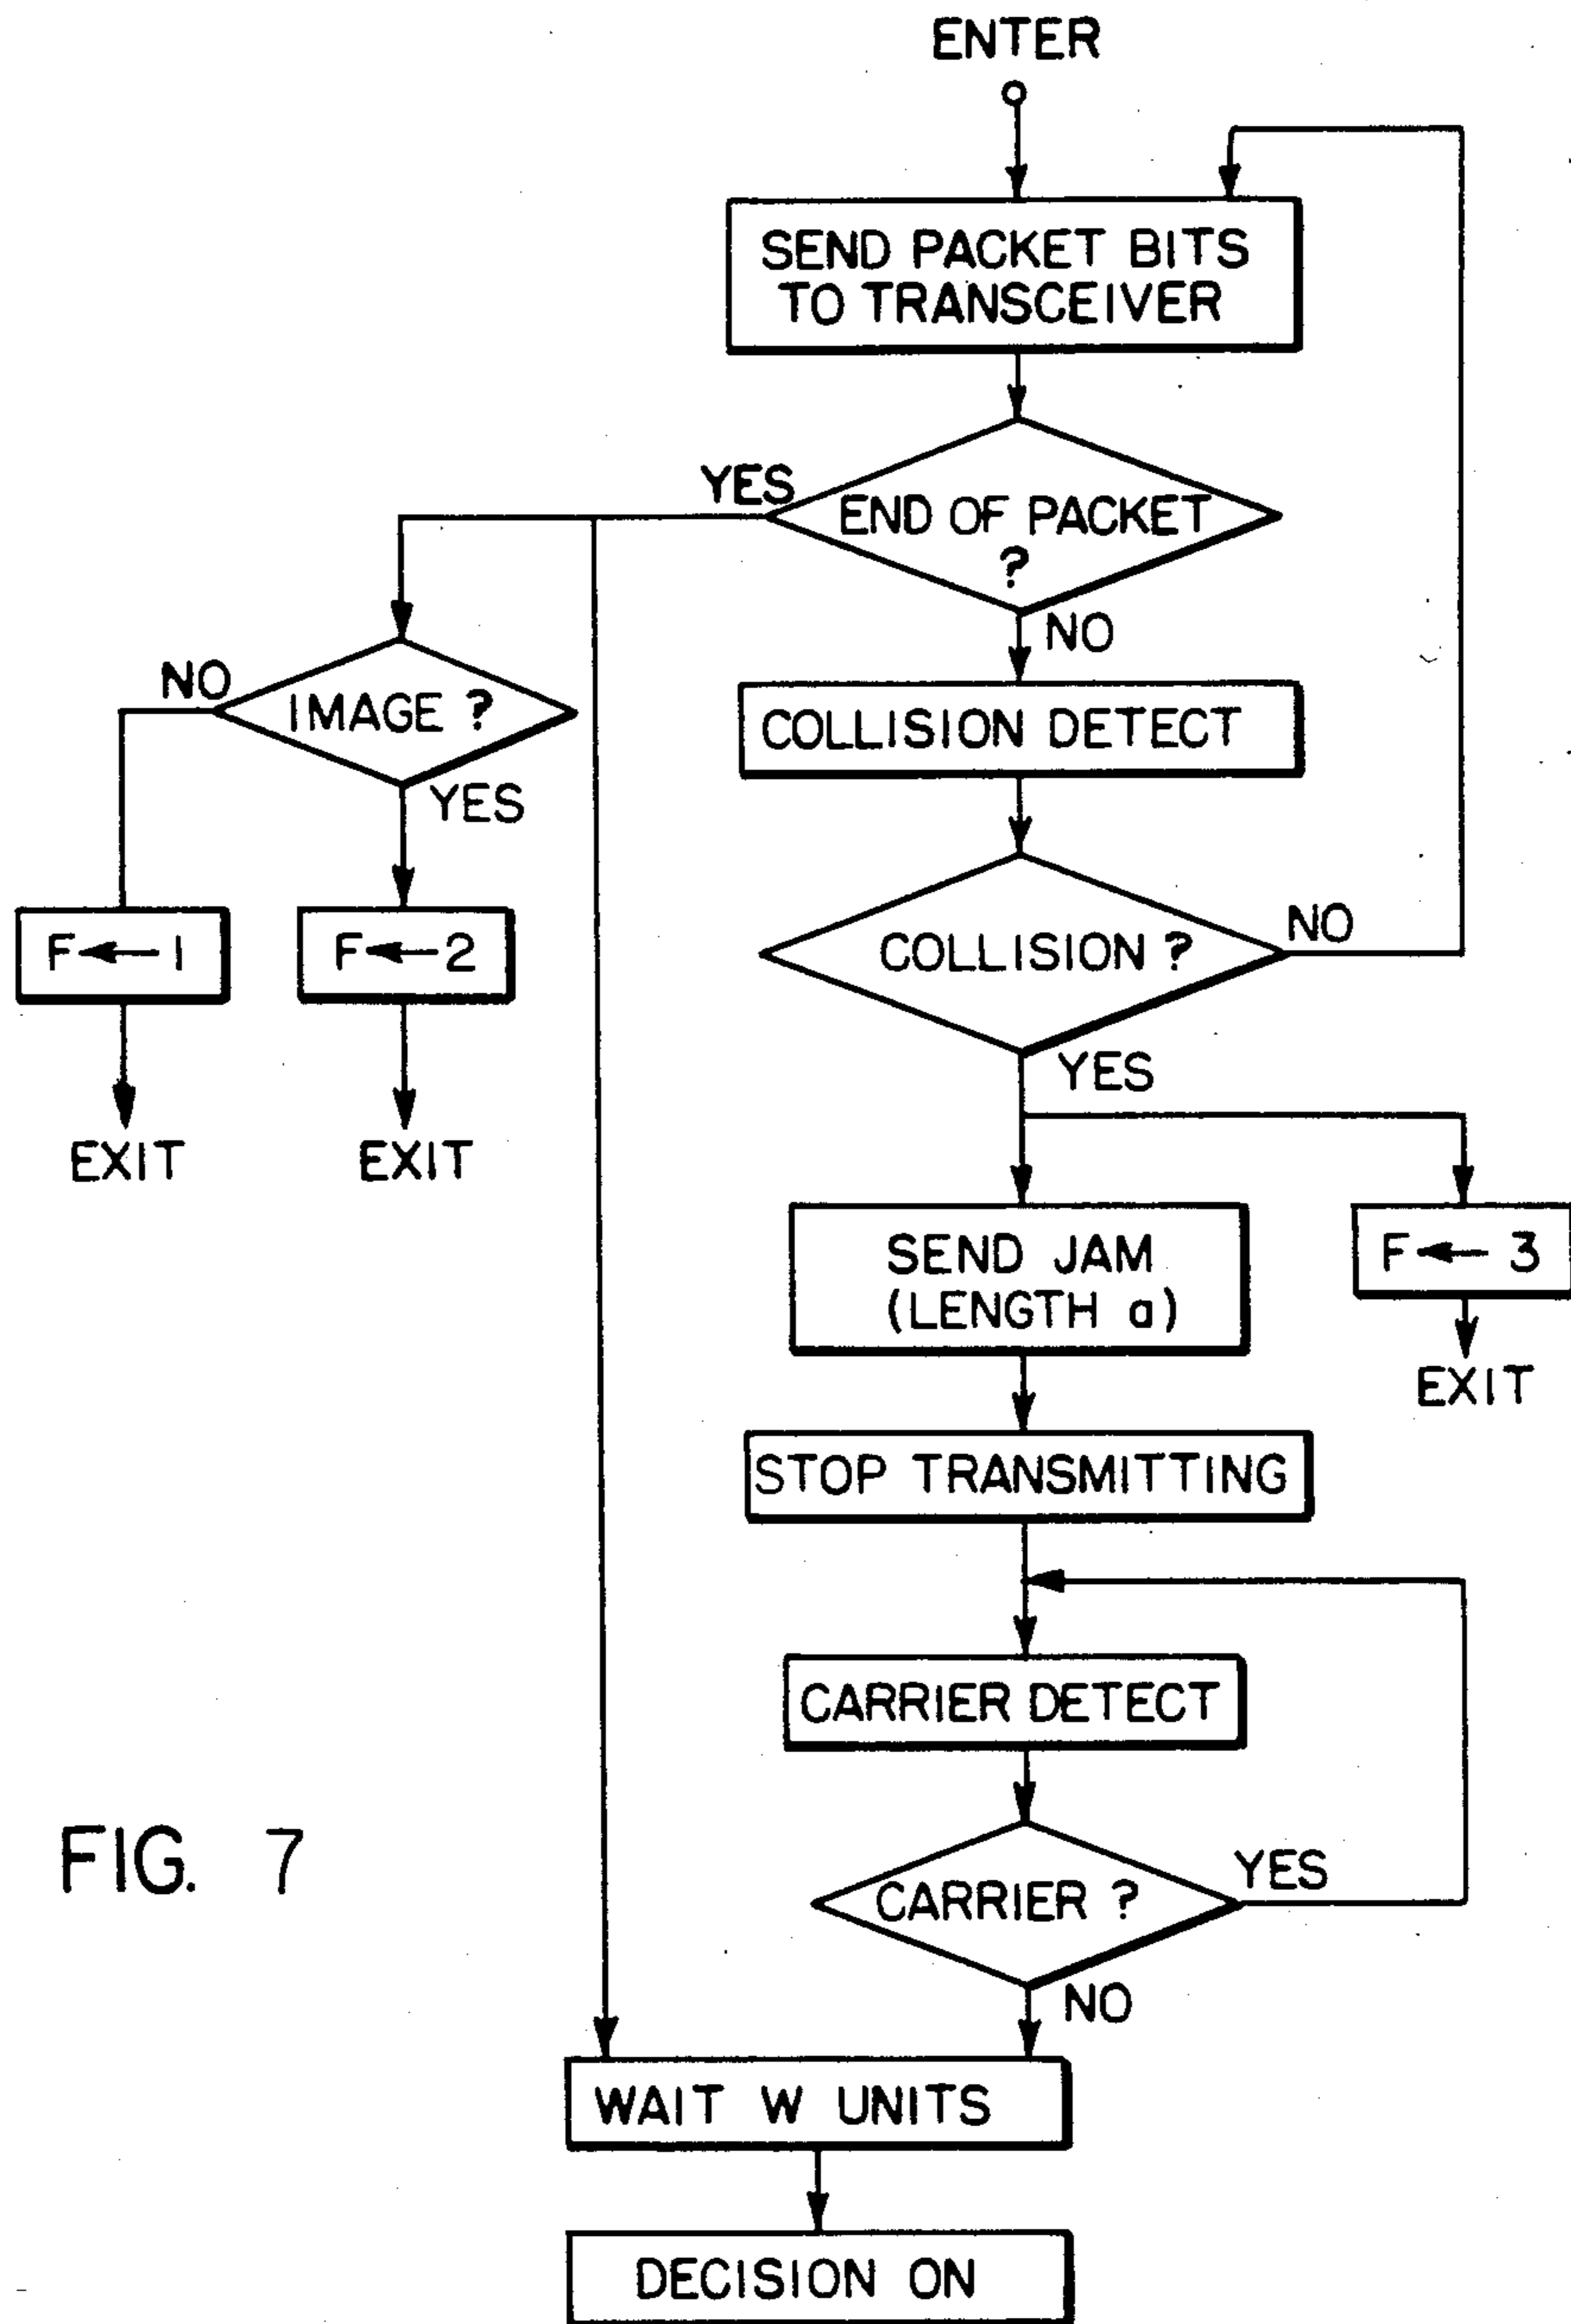 ENTER
SEND PACKET BITS
TO TRANSCEIVER
YES
END OF PACKET
?
NO
NO
IMAGE ?
YES
COLLISION DETECT
F ← 1
F ← 2
COLLISION ?
NO
YES
EXIT
EXIT
SEND JAM
(LENGTH a)
F ← 3
EXIT
STOP TRANSMITTING
CARRIER DETECT
FIG. 7
CARRIER ?
YES
NO
WAIT W UNITS
DECISION ON